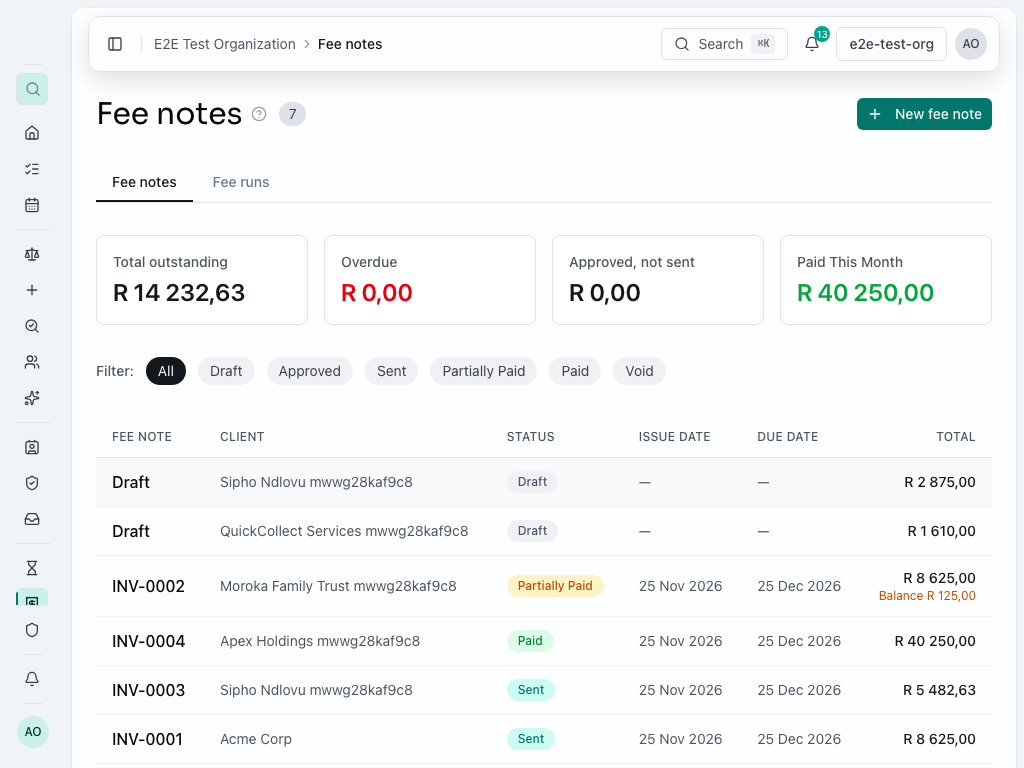 E2E Test Organization > Fee notes
Search ⌘K
13
e2e-test-org
AO
Fee notes 7
+ New fee note
Fee notes
Fee runs
Total outstanding
R 14 232,63
Overdue
R 0,00
Approved, not sent
R 0,00
Paid This Month
R 40 250,00
Filter: All Draft Approved Sent Partially Paid Paid Void
FEE NOTE CLIENT STATUS ISSUE DATE DUE DATE TOTAL
Draft Sipho Ndlovu mwwg28kaf9c8 Draft — — R 2 875,00
Draft QuickCollect Services mwwg28kaf9c8 Draft — — R 1 610,00
INV-0002 Moroka Family Trust mwwg28kaf9c8 Partially Paid 25 Nov 2026 25 Dec 2026 R 8 625,00
Balance R 125,00
INV-0004 Apex Holdings mwwg28kaf9c8 Paid 25 Nov 2026 25 Dec 2026 R 40 250,00
INV-0003 Sipho Ndlovu mwwg28kaf9c8 Sent 25 Nov 2026 25 Dec 2026 R 5 482,63
INV-0001 Acme Corp Sent 25 Nov 2026 25 Dec 2026 R 8 625,00
AO